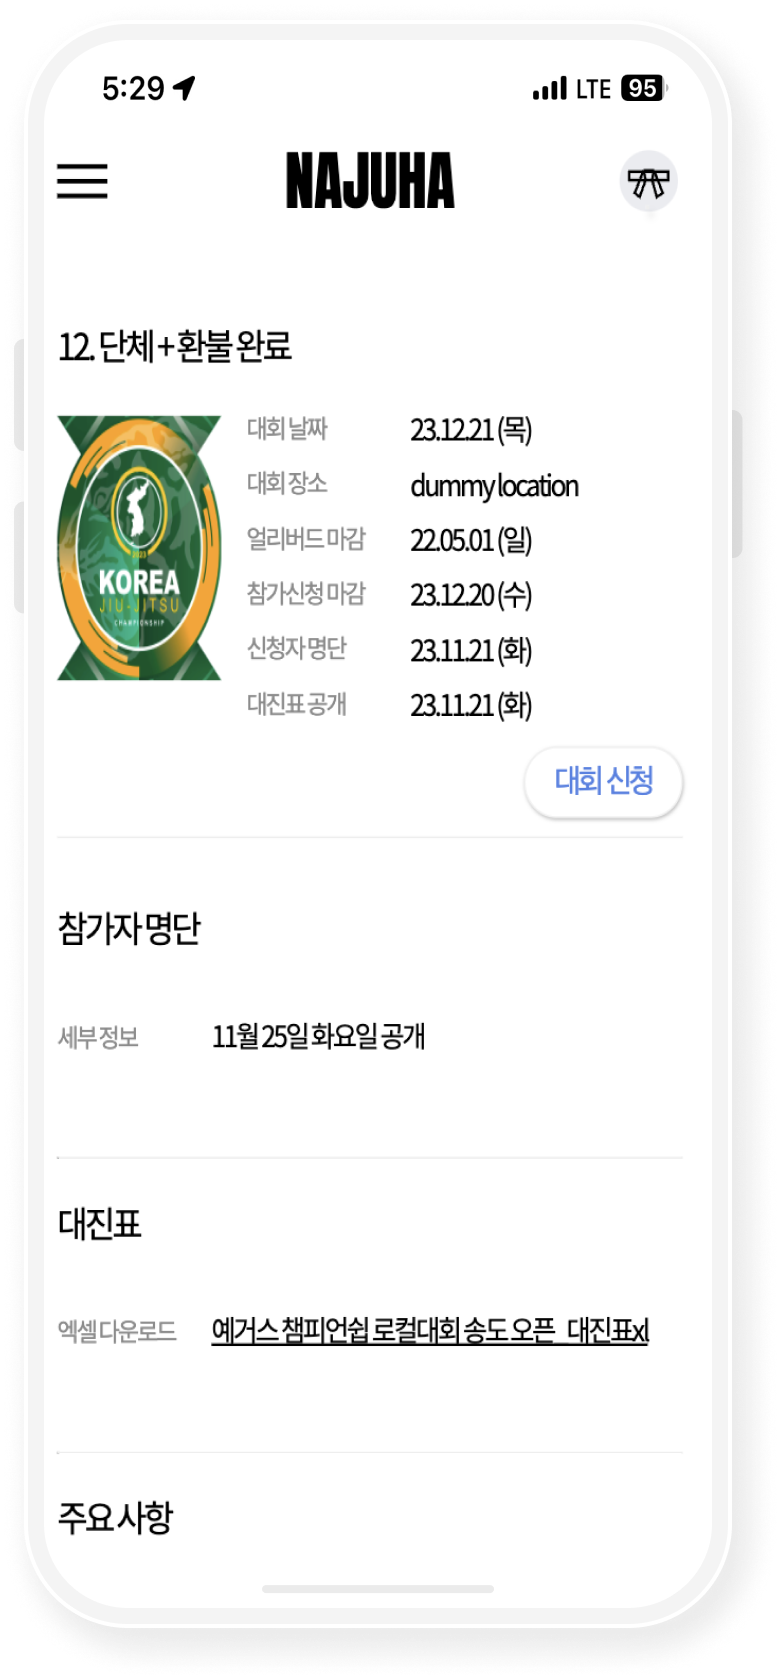 5:29
LTE 95
NAJUHA
12. 단체 + 환불 완료
2023
KOREA
JIU-JITSU
CHAMPIONSHIP
대회 날짜 23.12.21 (목)
대회 장소 dummy location
얼리버드 마감 22.05.01 (일)
참가신청 마감 23.12.20 (수)
신청자 명단 23.11.21 (화)
대진표 공개 23.11.21 (화)
대회 신청
참가자 명단
세부 정보 11월 25일 화요일 공개
대진표
엑셀 다운로드 예거스 챔피언쉽 로컬대회 송도 오픈_대진표xl
주요 사항